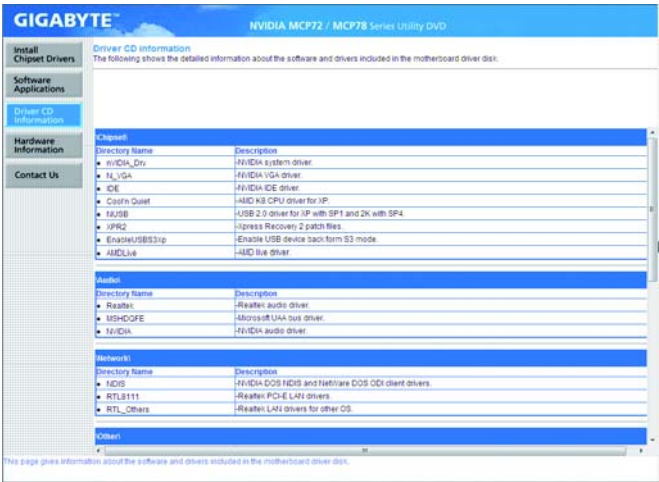 GIGABYTE™
NVIDIA MCP72 / MCP78 Series Utility DVD
Install
Chipset Drivers
Software
Applications
Driver CD
Information
Hardware
Information
Contact Us
Driver CD information
The following shows the detailed information about the software and drivers included in the motherboard driver disk.
\Chipset\
Directory Name Description
• nVIDIA_Drv -NVIDIA system driver.
• N_VGA -NVIDIA VGA driver.
• IDE -NVIDIA IDE driver.
• Cool'n Quiet -AMD K8 CPU driver for XP.
• NUSB -USB 2.0 driver for XP with SP1 and 2K with SP4.
• XPR2 -Xpress Recovery 2 patch files.
• EnableUSBS3Xp -Enable USB device back form S3 mode.
• AMDLive -AMD live driver.
\Audio\
Directory Name Description
• Realtek -Realtek audio driver.
• MSHDQFE -Microsoft UAA bus driver.
• NVIDIA -NVIDIA audio driver.
\Network\
Directory Name Description
• NDIS -NVIDIA DOS NDIS and NetWare DOS ODI client drivers.
• RTL8111 -Realtek PCI-E LAN drivers.
• RTL_Others -Realtek LAN drivers for other OS.
\Other\
This page gives information about the software and drivers included in the motherboard driver disk.